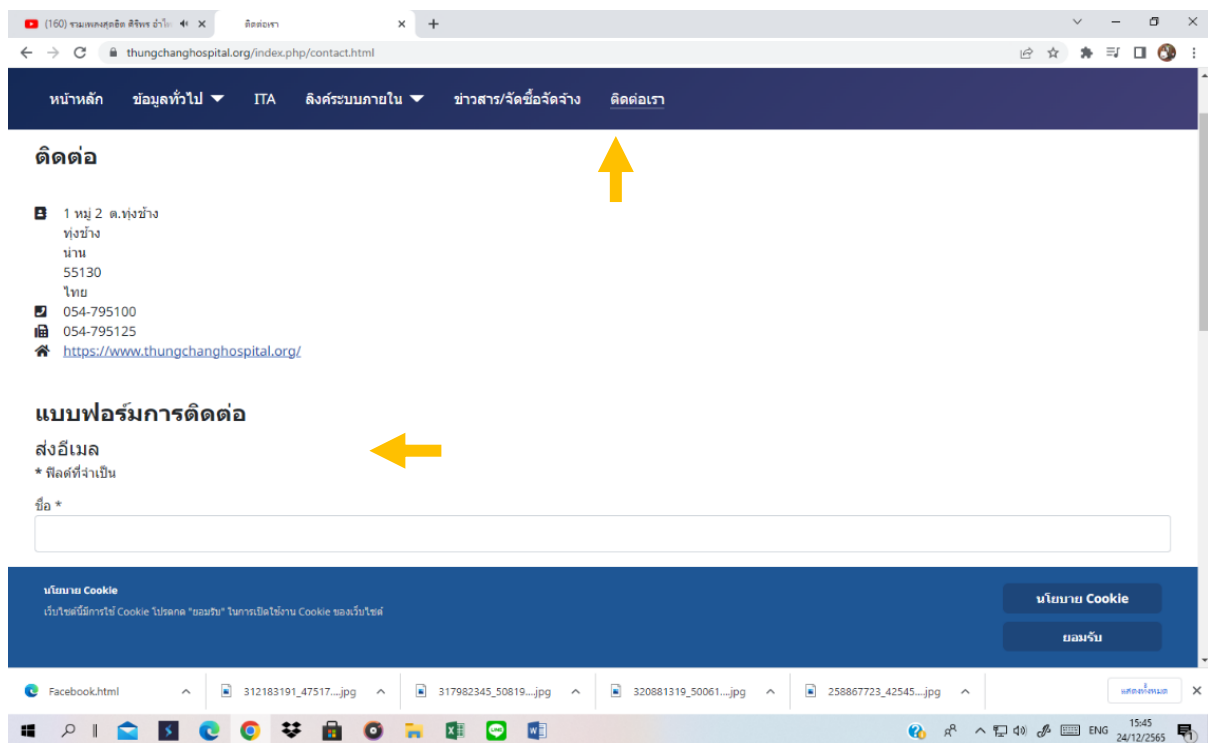 (160) รวมเพลงสุดฮิต ศิริพร อำไพ
ติดต่อเรา
thungchanghospital.org/index.php/contact.html
หน้าหลัก ข้อมูลทั่วไป ITA ลิงค์ระบบภายใน ข่าวสาร/จัดซื้อจัดจ้าง ติดต่อเรา
ติดต่อ
1 หมู่ 2 ต.ทุ่งช้าง
ทุ่งช้าง
น่าน
55130
ไทย
054-795100
054-795125
https://www.thungchanghospital.org/
แบบฟอร์มการติดต่อ
ส่งอีเมล
* ฟิลด์ที่จำเป็น
ชื่อ *
นโยบาย Cookie
เว็บไซต์นี้มีการใช้ Cookie โปรดกด "ยอมรับ" ในการเปิดใช้งาน Cookie ของเว็บไซต์
นโยบาย Cookie
ยอมรับ
Facebook.html 312183191_47517....jpg 317982345_50819....jpg 320881319_50061....jpg 258867723_42545....jpg แสดงทั้งหมด
ENG 15:45
24/12/2565